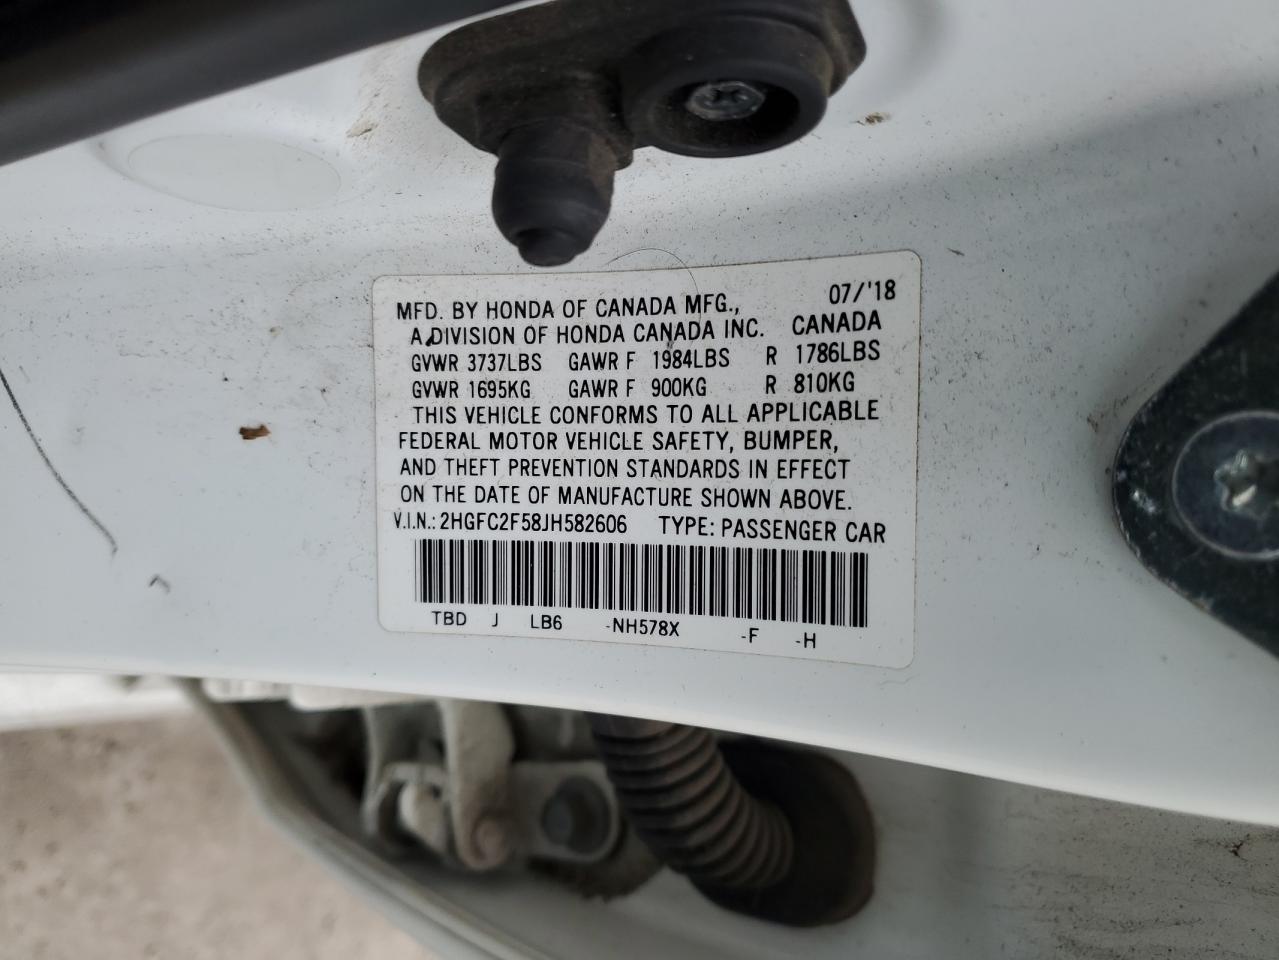 MFD. BY HONDA OF CANADA MFG., 07/'18
A DIVISION OF HONDA CANADA INC. CANADA
GVWR 3737LBS GAWR F 1984LBS R 1786LBS
GVWR 1695KG GAWR F 900KG R 810KG
THIS VEHICLE CONFORMS TO ALL APPLICABLE
FEDERAL MOTOR VEHICLE SAFETY, BUMPER,
AND THEFT PREVENTION STANDARDS IN EFFECT
ON THE DATE OF MANUFACTURE SHOWN ABOVE.
V.I.N.: 2HGFC2F58JH582606 TYPE: PASSENGER CAR
TBD J LB6 -NH578X -F -H